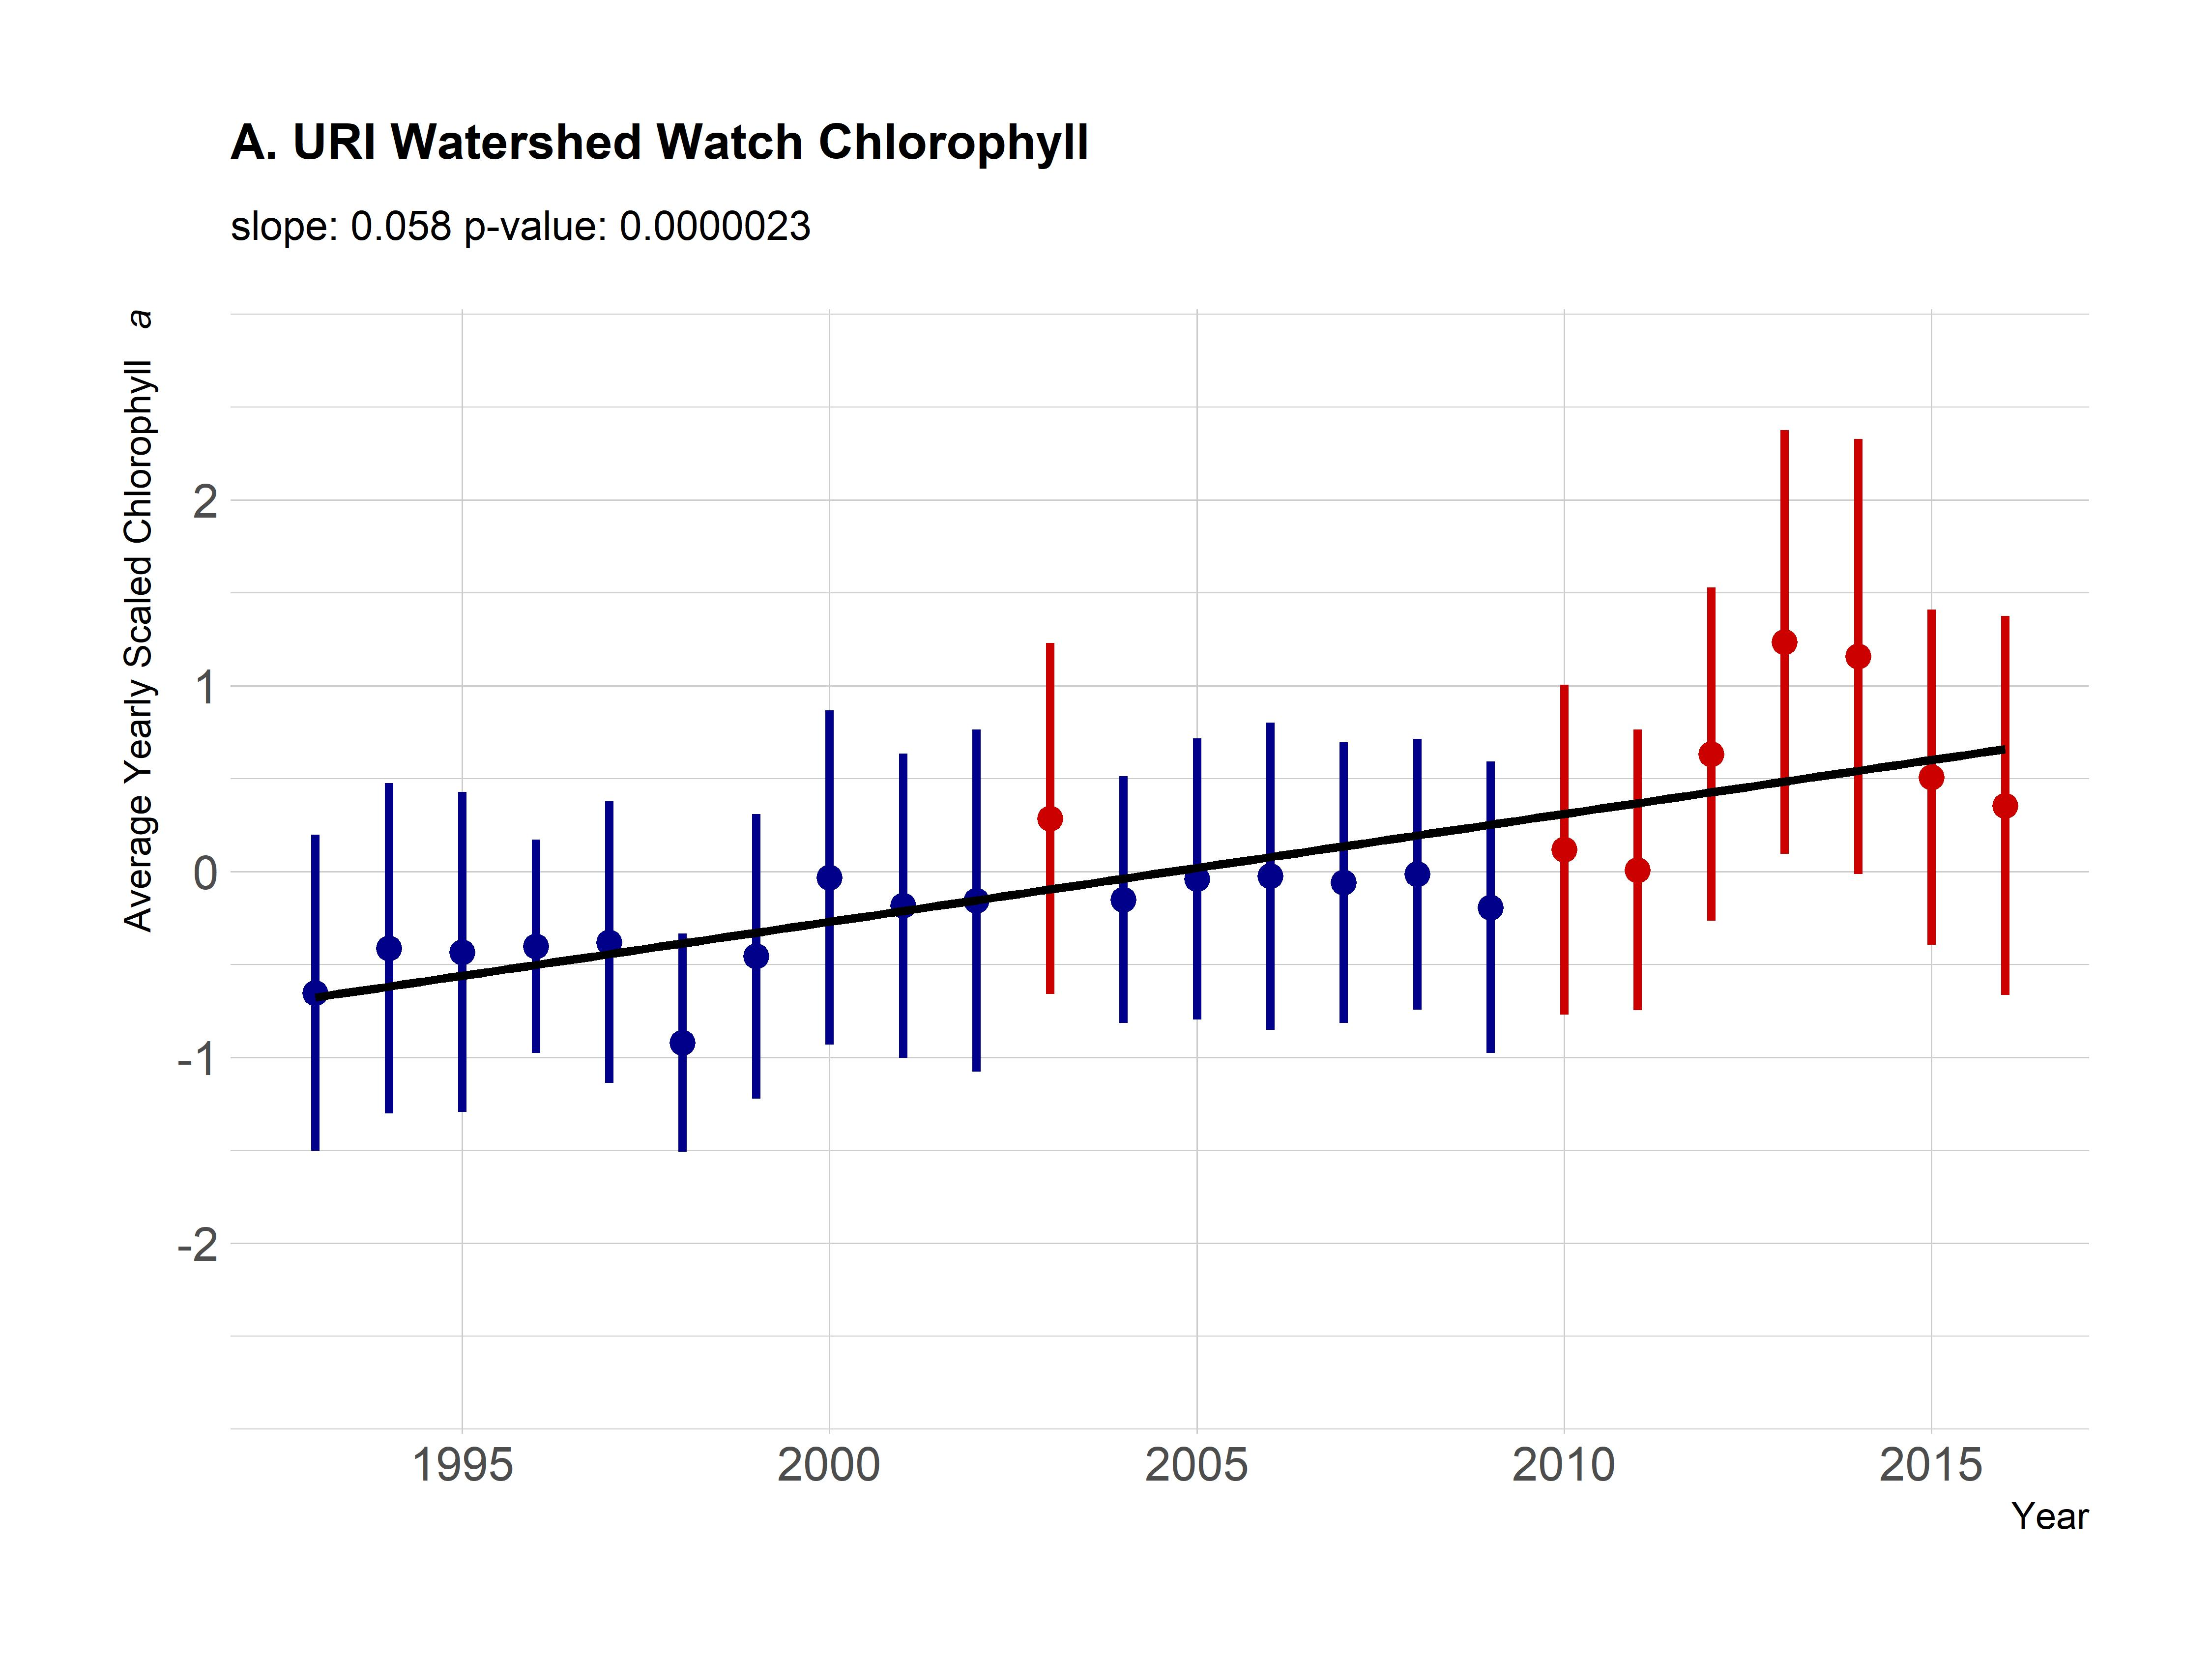 A. URI Watershed Watch Chlorophyll
slope: 0.058 p-value: 0.0000023
Average Yearly Scaled Chlorophyll a
2
1
0
-1
-2
1995 2000 2005 2010 2015
Year